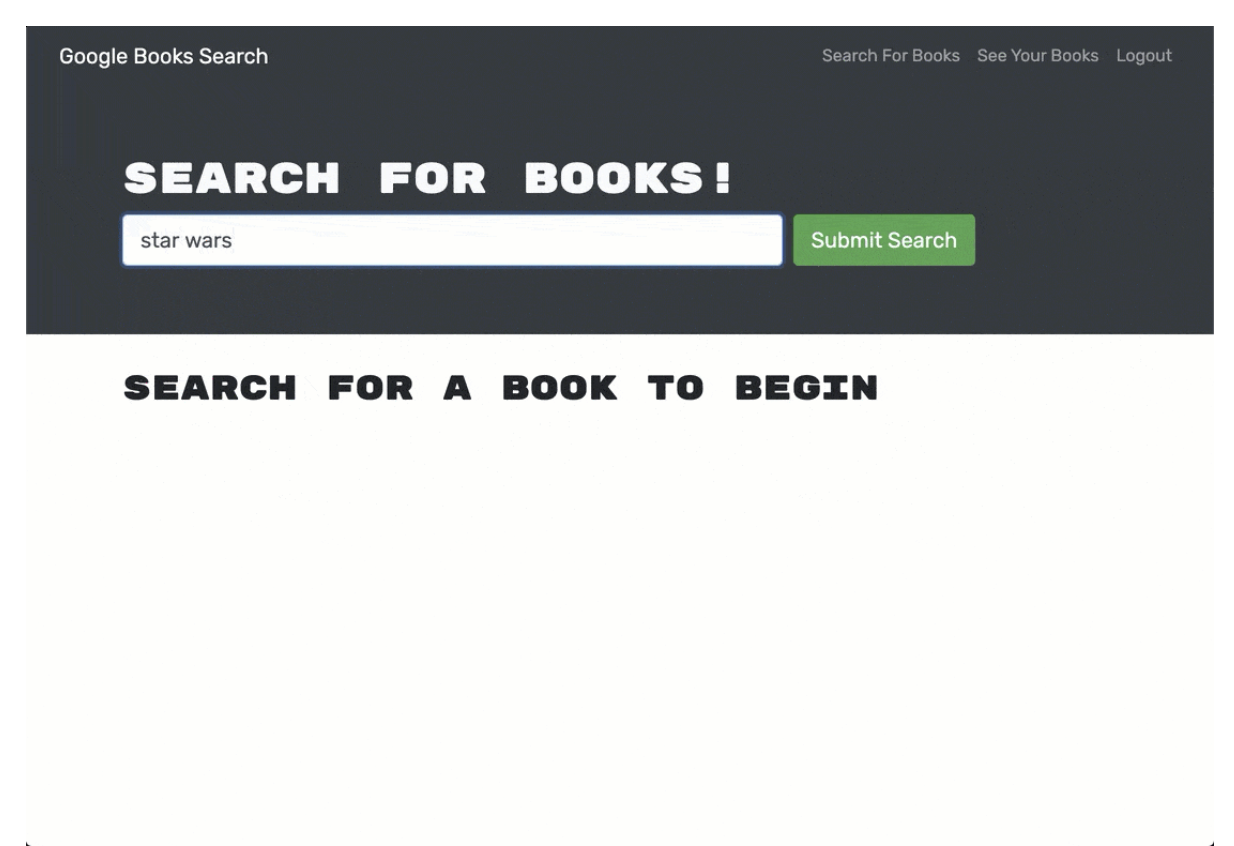 Google Books Search
Search For Books
See Your Books
Logout
SEARCH FOR BOOKS!
star wars
Submit Search
SEARCH FOR A BOOK TO BEGIN